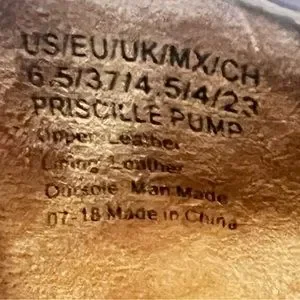 US/EU/UK/MX/CH
6.5/37/4.5/4/23
PRISCILLE PUMP
Upper: Leather
Lining: Leather
Outsole: Man Made
07-18 Made in China